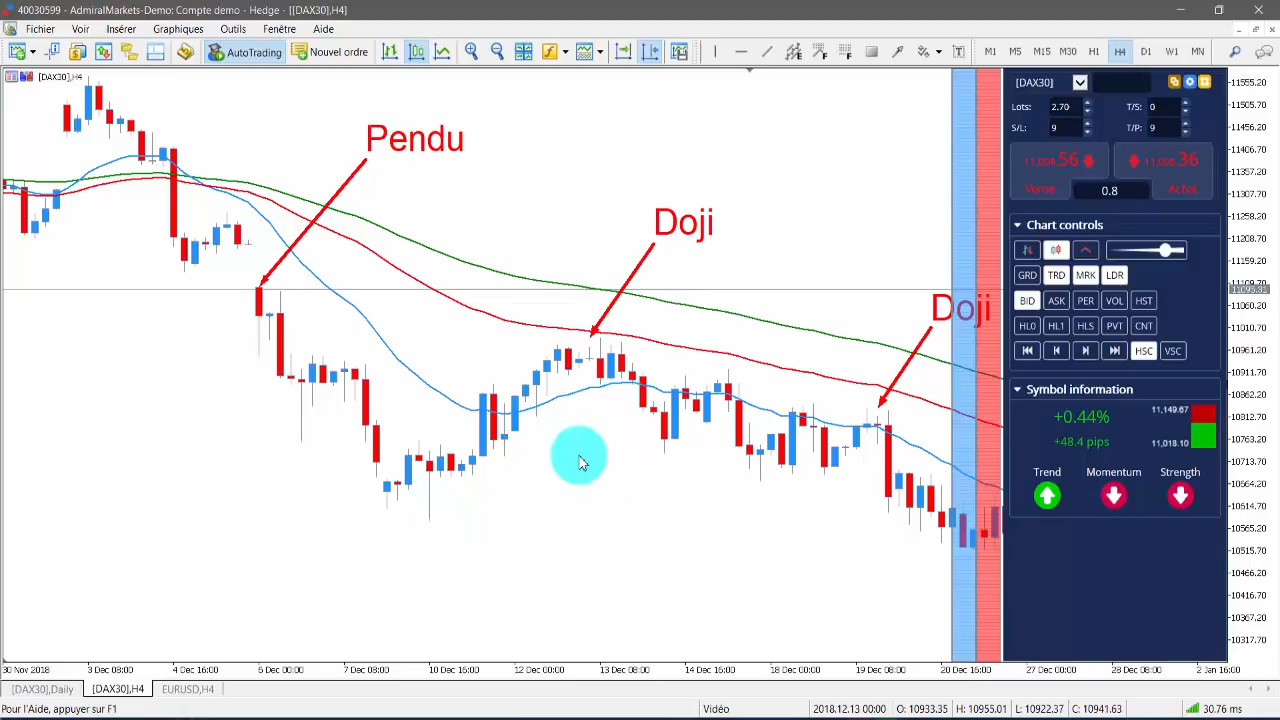 40030599 - AdmiralMarkets-Demo: Compte demo - Hedge - [[DAX30],H4]
Fichier Voir Insérer Graphiques Outils Fenêtre Aide
AutoTrading Nouvel ordre M1 M5 M15 M30 H1 H4 D1 W1 MN
[DAX30],H4
Pendu
Doji
Doji
[DAX30]
Lots: 2.70 T/S: 0
S/L: 9 T/P: 9
Vente 0.8 Achat
Chart controls
GRD TRD MRK LDR
BID ASK PER VOL HST
HL0 HL1 HLS PVT CNT
HSC VSC
Symbol information
+0.44% 11,149.67
+48.4 pips 11,018.10
Trend Momentum Strength
11555.20
11505.70
11456.20
11406.70
11357.20
11307.70
11258.20
11208.70
11159.20
11060.20
11010.70
10961.20
10911.70
10862.20
10812.70
10763.20
10713.70
10664.20
10614.70
10565.20
10515.70
10466.20
10416.70
10367.20
10317.70
30 Nov 2018 3 Dec 08:00 4 Dec 16:00 6 Dec 00:00 7 Dec 08:00 10 Dec 16:00 12 Dec 00:00 13 Dec 08:00 14 Dec 16:00 18 Dec 00:00 19 Dec 08:00 20 Dec 16:00 27 Dec 00:00 28 Dec 08:00 2 Jan 16:00
[DAX30],Daily [DAX30],H4 EURUSD,H4
Pour l'Aide, appuyer sur F1 Vidéo 2018.12.13 00:00 O: 10933.35 H: 10955.01 L: 10922.37 C: 10941.63 30.76 ms